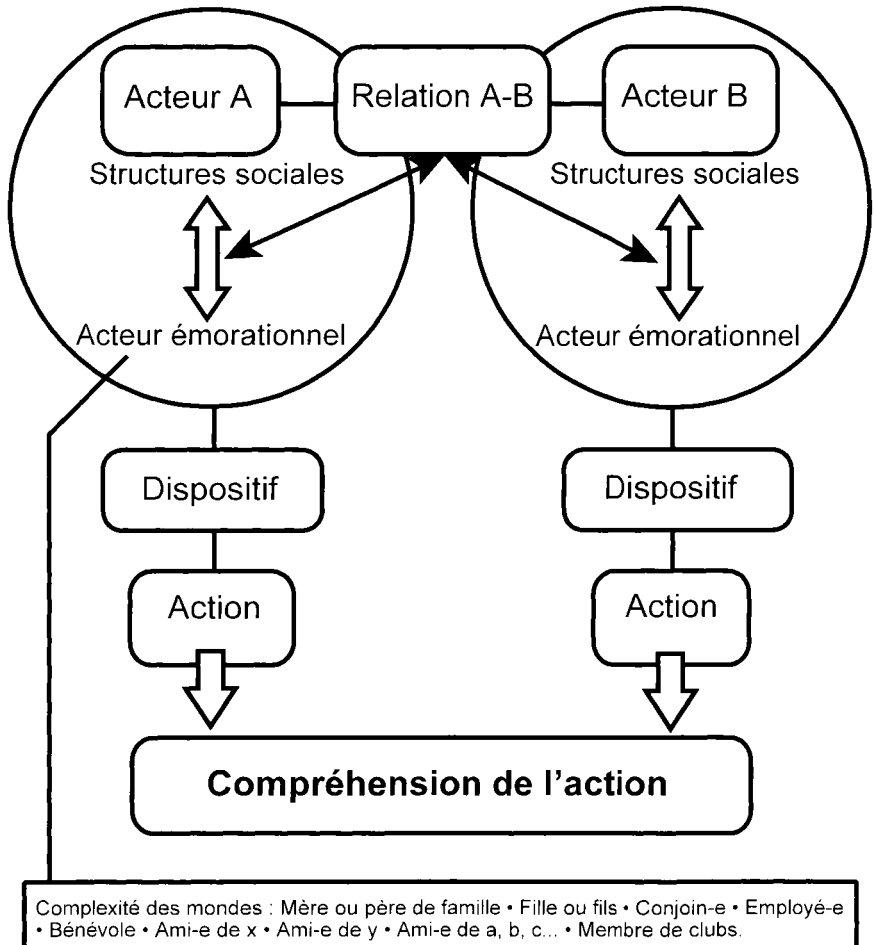 Acteur A
Relation A-B
Acteur B
Structures sociales
Structures sociales
Acteur émorationnel
Acteur émorationnel
Dispositif
Dispositif
Action
Action
Compréhension de l’action
Complexité des mondes : Mère ou père de famille • Fille ou fils • Conjoin-e • Employé-e
• Bénévole • Ami-e de x • Ami-e de y • Ami-e de a, b, c... • Membre de clubs.